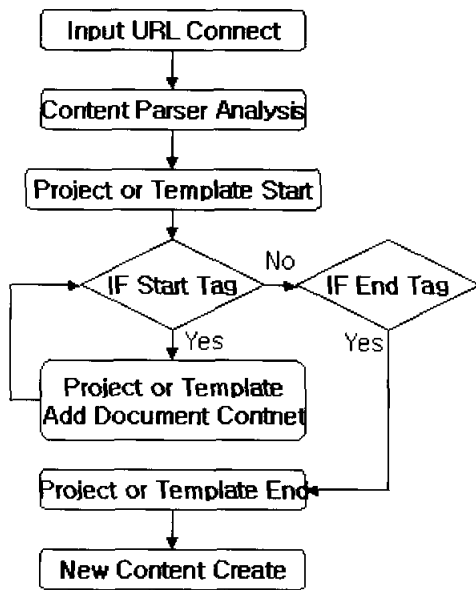 Input URL Connect
Content Parser Analysis
Project or Template Start
IF Start Tag
No
IF End Tag
Yes
Yes
Project or Template
Add Document Contnet
Project or Template End
New Content Create